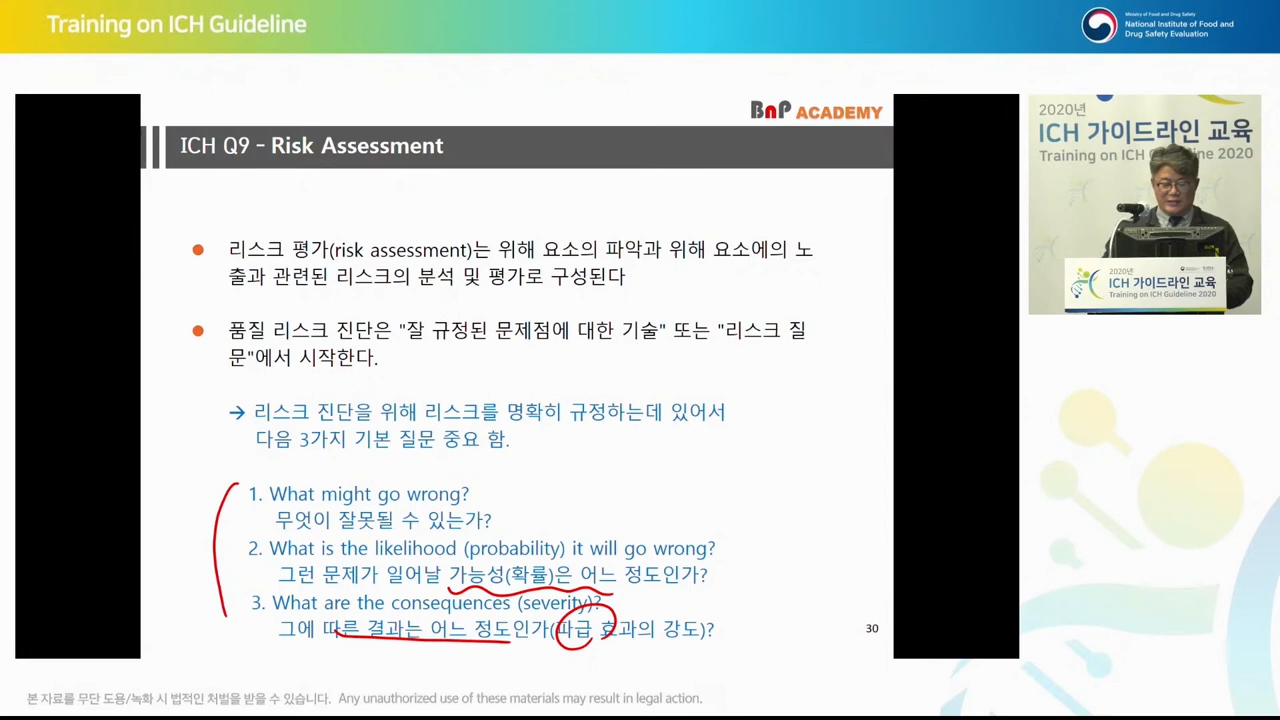 Training on ICH Guideline
Ministry of Food and Drug Safety
National Institute of Food and
Drug Safety Evaluation
BnP ACADEMY
ICH Q9 – Risk Assessment
리스크 평가(risk assessment)는 위해 요소의 파악과 위해 요소에의 노
출과 관련된 리스크의 분석 및 평가로 구성된다
품질 리스크 진단은 "잘 규정된 문제점에 대한 기술" 또는 "리스크 질
문"에서 시작한다.
→ 리스크 진단을 위해 리스크를 명확히 규정하는데 있어서
다음 3가지 기본 질문 중요 함.
1. What might go wrong?
무엇이 잘못될 수 있는가?
2. What is the likelihood (probability) it will go wrong?
그런 문제가 일어날 가능성(확률)은 어느 정도인가?
3. What are the consequences (severity)?
그에 따른 결과는 어느 정도인가(파급 효과의 강도)?
30
2020년
ICH 가이드라인 교육
Training on ICH Guideline 2020
2020년
ICH 가이드라인 교육
Training on ICH Guideline 2020
본 자료를 무단 도용/녹화 시 법적인 처벌을 받을 수 있습니다. Any unauthorized use of these materials may result in legal action.